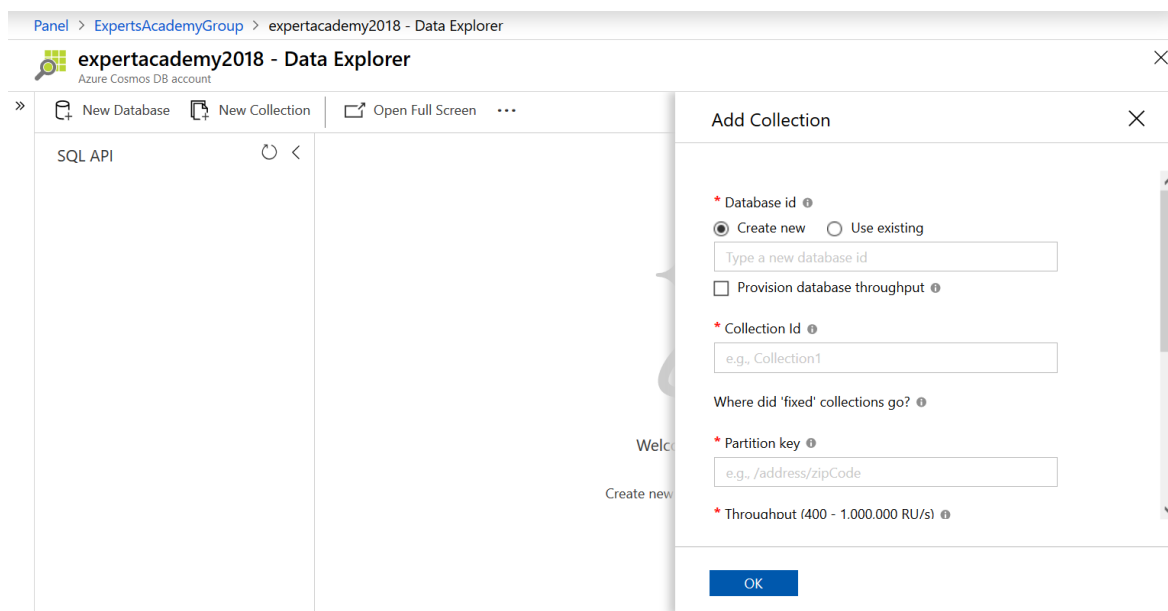 Panel > ExpertsAcademyGroup > expertacademy2018 - Data Explorer
expertacademy2018 - Data Explorer
Azure Cosmos DB account
New Database New Collection Open Full Screen
SQL API
Add Collection
* Database id
Create new Use existing
Type a new database id
Provision database throughput
* Collection Id
e.g., Collection1
Where did 'fixed' collections go?
* Partition key
e.g., /address/zipCode
* Throughput (400 - 1.000.000 RU/s)
Create new
OK